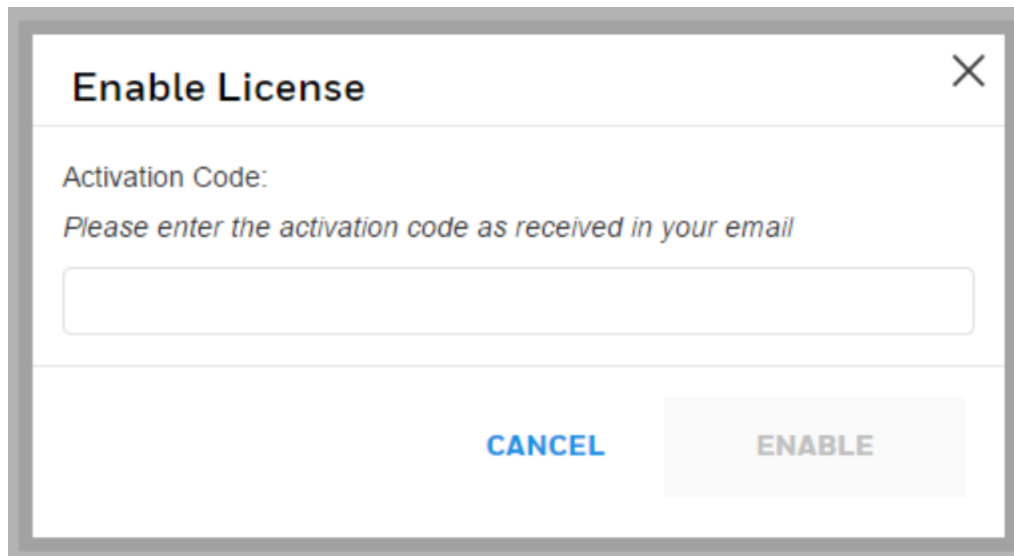 Enable License
Activation Code:
Please enter the activation code as received in your email
CANCEL ENABLE